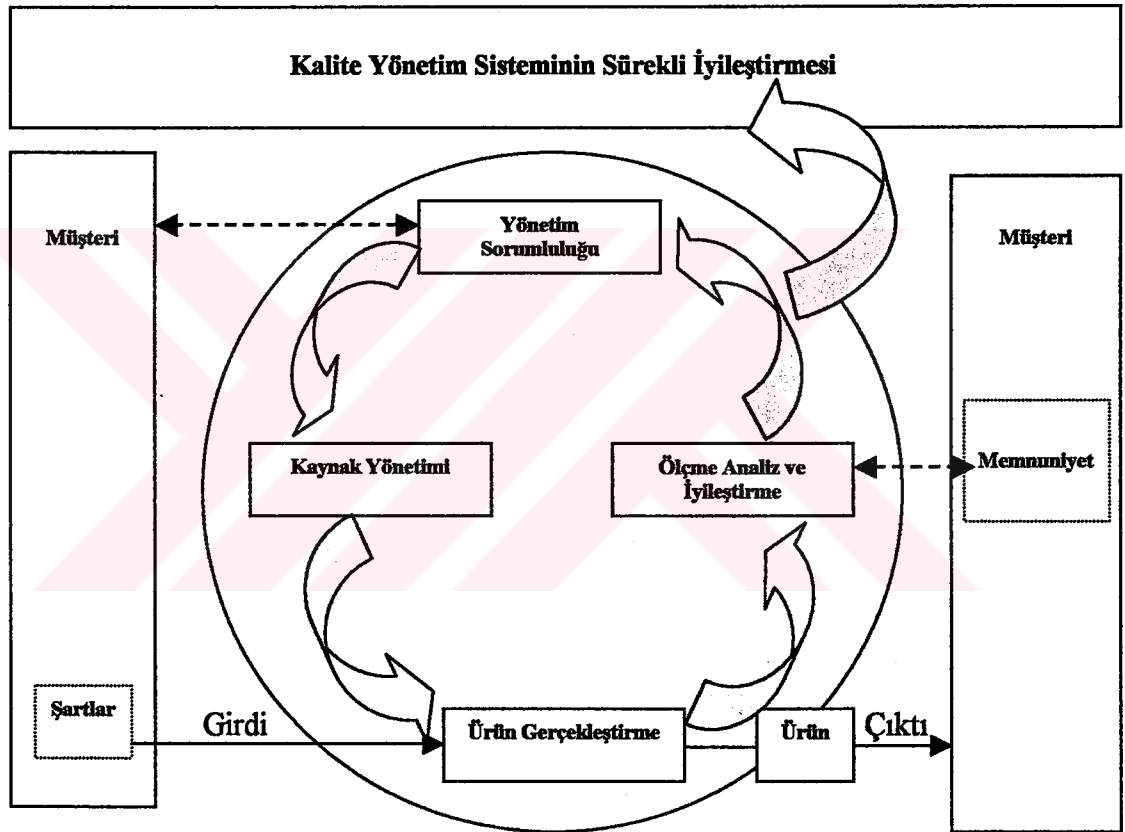 Kalite Yönetim Sisteminin Sürekli İyileştirmesi
Müşteri
Yönetim
Sorumluluğu
Müşteri
Kaynak Yönetimi
Ölçme Analiz ve
İyileştirme
Memnuniyet
Şartlar
Girdi
Ürün Gerçekleştirme
Ürün
Çıktı